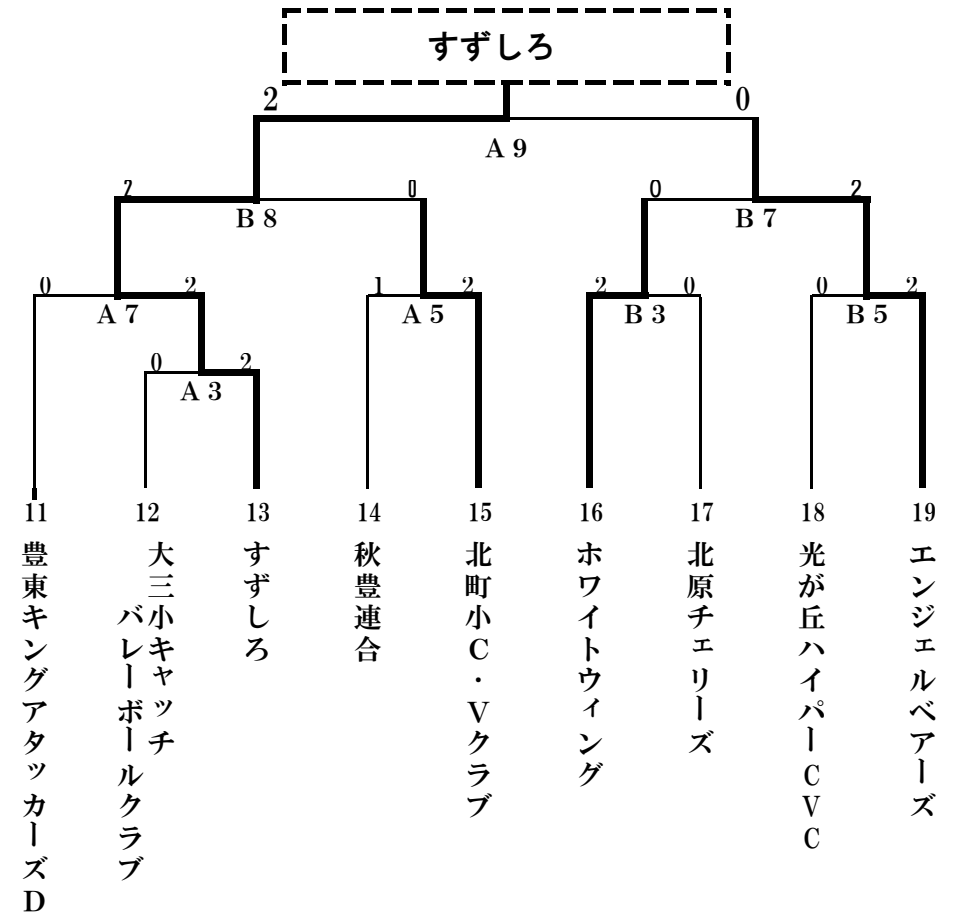 すずしろ
2
0
A 9
2
0
0
2
B 8
B 7
0
2
1
2
2
0
0
2
A 7
A 5
B 3
B 5
0
2
A 3
11
12
13
14
15
16
17
18
19
豊東キングアタッカーズD
大三小キャッチ
バレーボールクラブ
すずしろ
秋豊連合
北町小C・Vクラブ
ホワイトウィング
北原チェリーズ
光が丘ハイパーCVC
エンジェルベアーズ